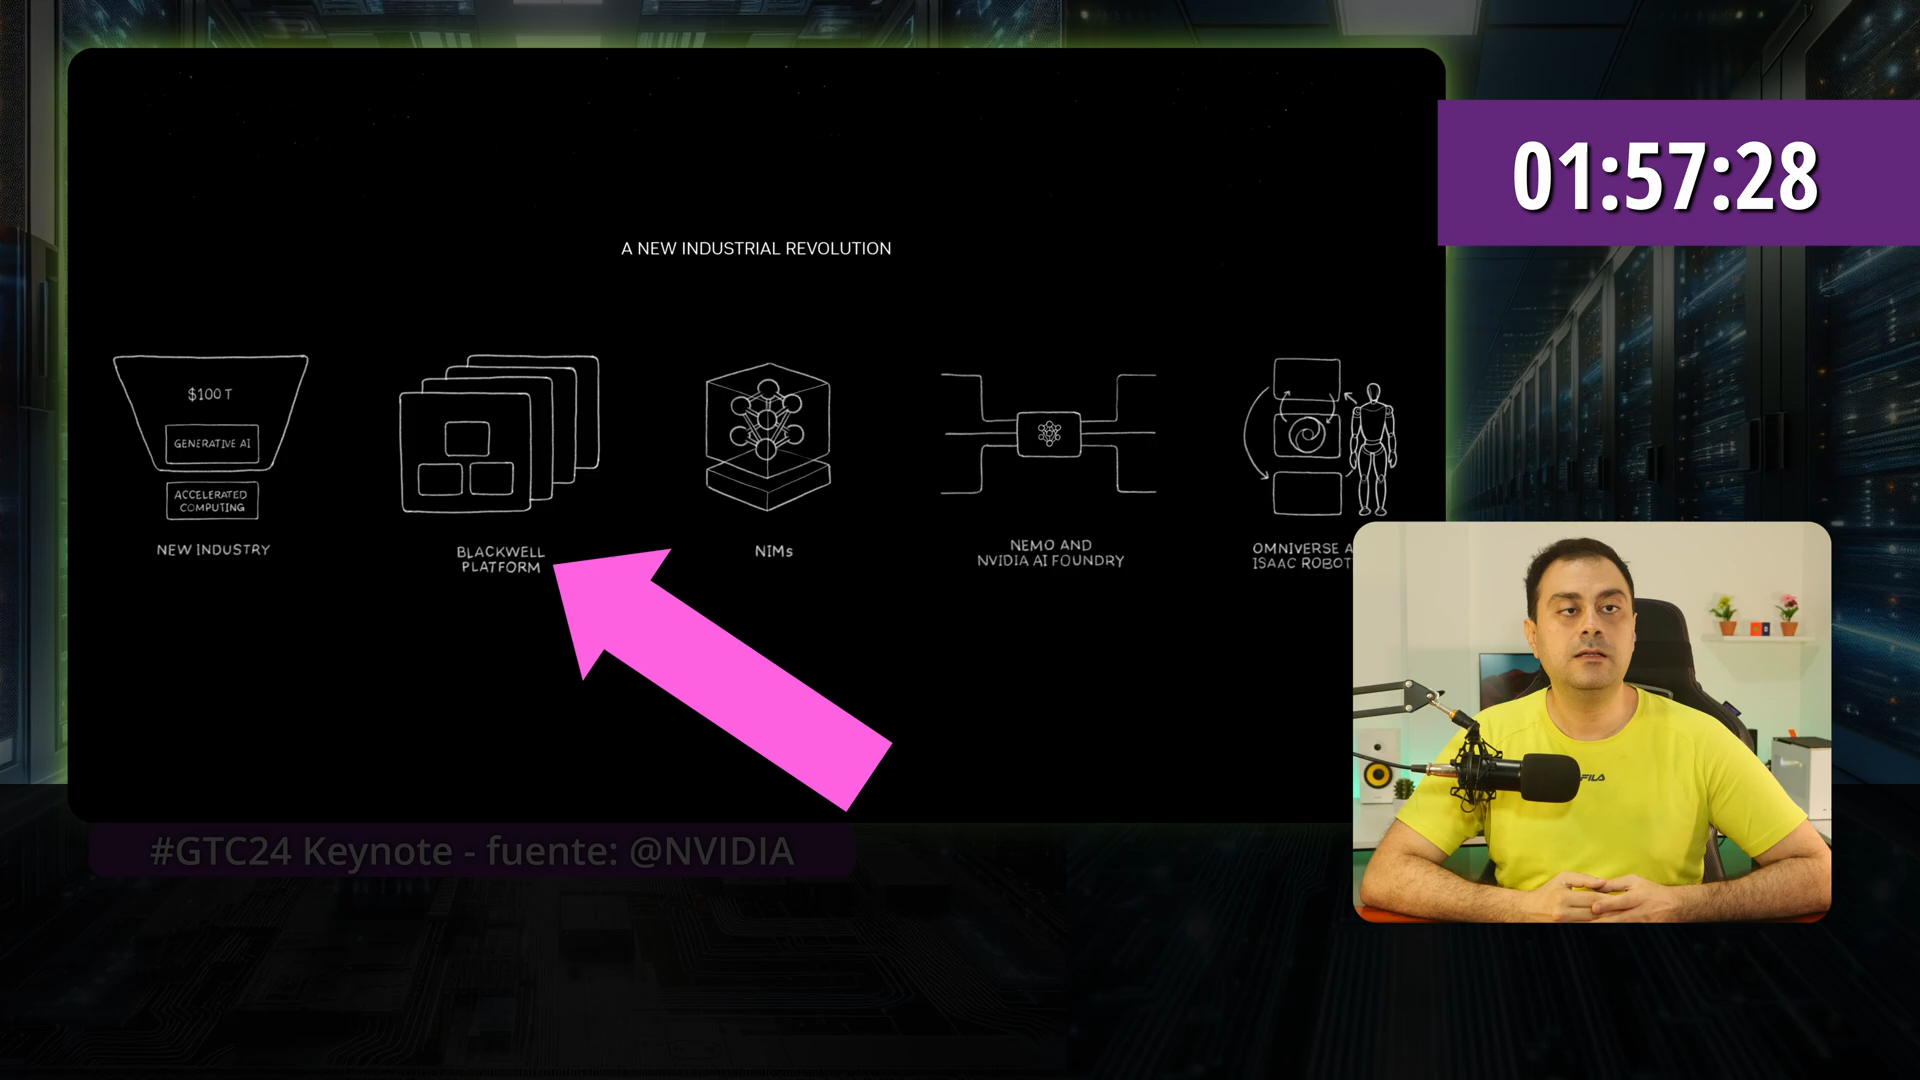 01:57:28
A NEW INDUSTRIAL REVOLUTION
$100 T
GENERATIVE AI
ACCELERATED
COMPUTING
NEW INDUSTRY
BLACKWELL
PLATFORM
NIMs
NEMO AND
NVIDIA AI FOUNDRY
OMNIVERSE
ISAAC
FILA
#GTC24 Keynote - fuente: @NVIDIA